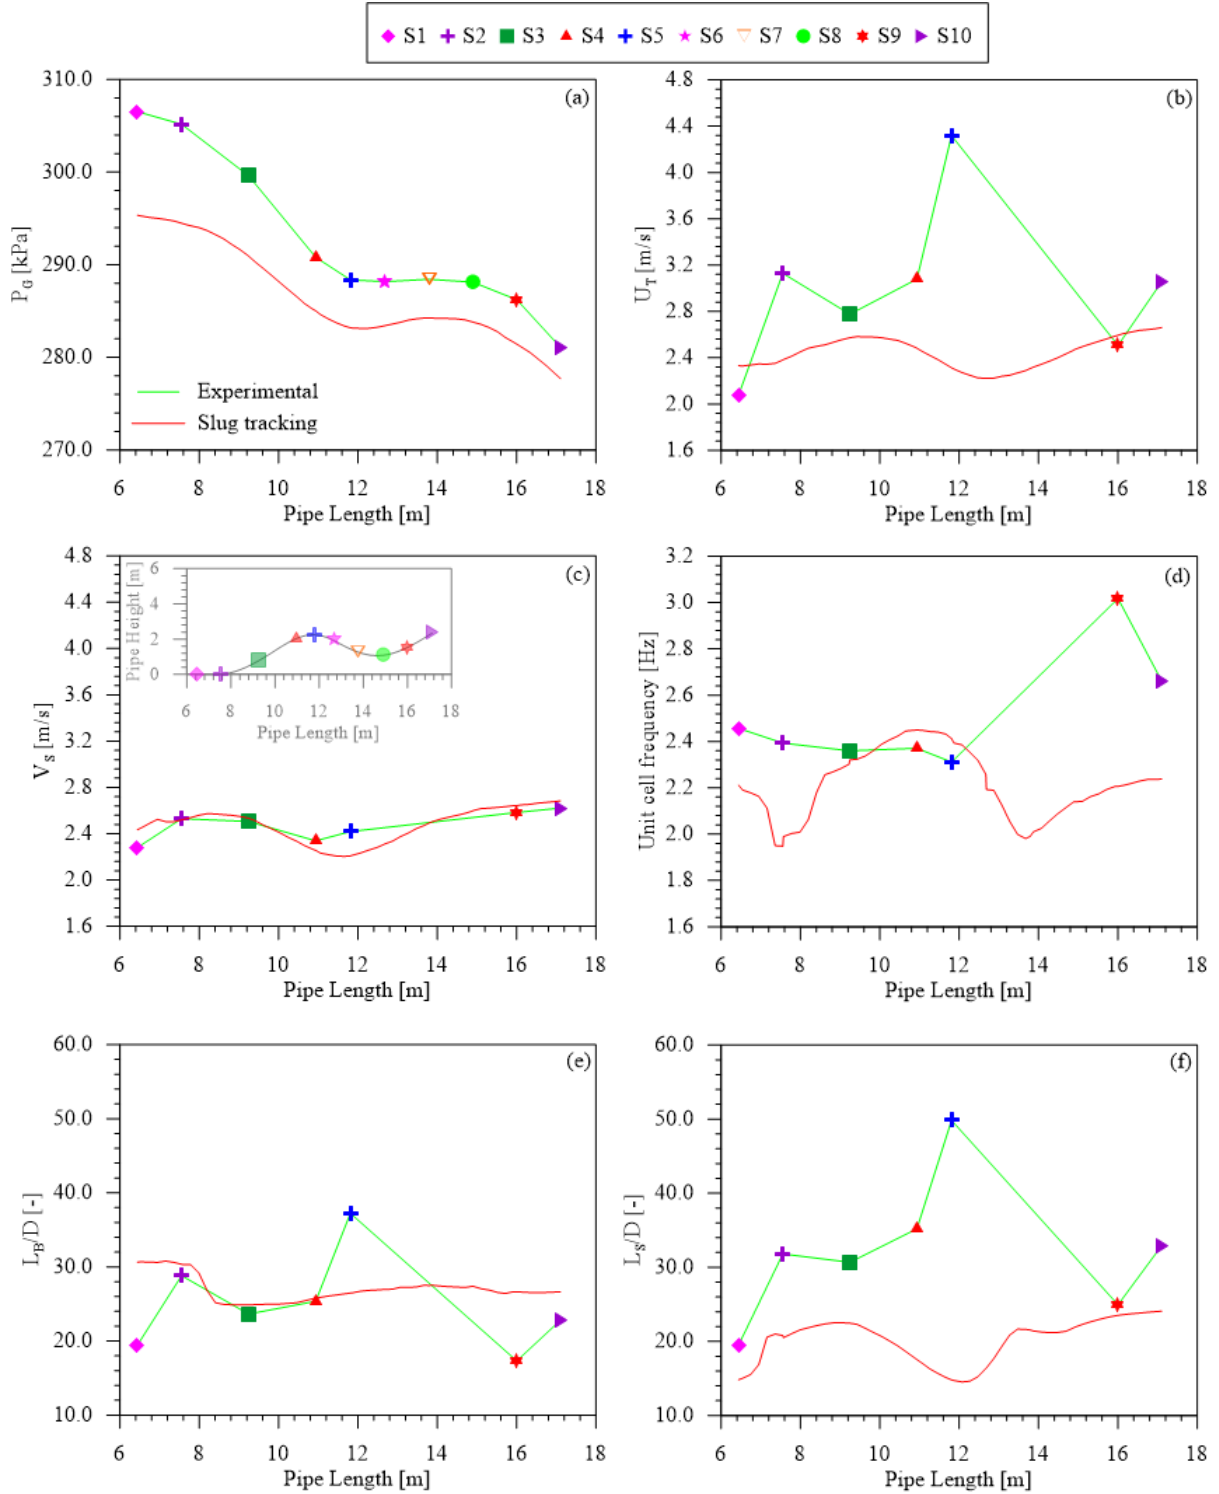 S1 S2 S3 S4 S5 S6 S7 S8 S9 S10
310.0
300.0
290.0
280.0
270.0
P_G [kPa]
(a)
Experimental
Slug tracking
6 8 10 12 14 16 18
Pipe Length [m]
4.8
4.4
4.0
3.6
3.2
2.8
2.4
2.0
1.6
U_T [m/s]
(b)
6 8 10 12 14 16 18
Pipe Length [m]
4.8
4.4
4.0
3.6
3.2
2.8
2.4
2.0
1.6
V_S [m/s]
(c)
6
4
2
0
Pipe Height [m]
6 8 10 12 14 16 18
Pipe Length [m]
6 8 10 12 14 16 18
Pipe Length [m]
3.2
3.0
2.8
2.6
2.4
2.2
2.0
1.8
1.6
Unit cell frequency [Hz]
(d)
6 8 10 12 14 16 18
Pipe Length [m]
60.0
50.0
40.0
30.0
20.0
10.0
L_B/D [-]
(e)
6 8 10 12 14 16 18
Pipe Length [m]
60.0
50.0
40.0
30.0
20.0
10.0
L_S/D [-]
(f)
6 8 10 12 14 16 18
Pipe Length [m]